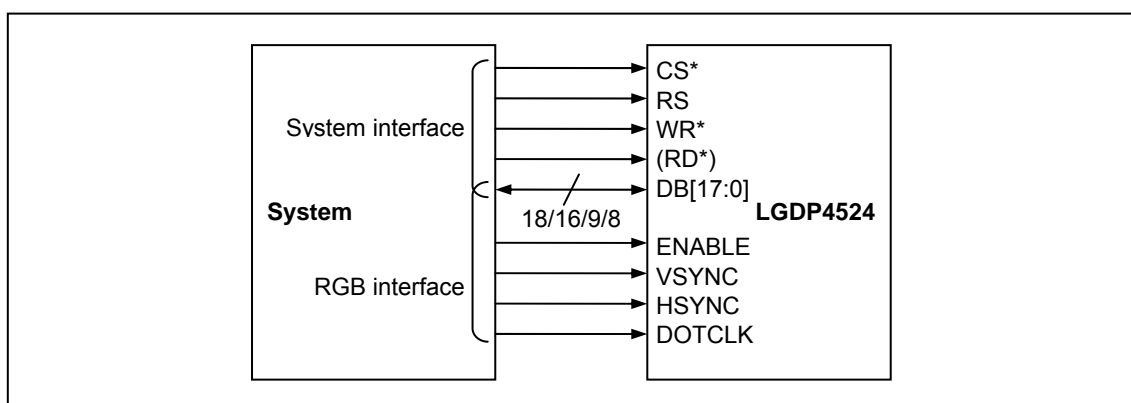 CS*
RS
WR*
System interface
(RD*)
DB[17:0]
System
LGDP4524
18/16/9/8
ENABLE
VSYNC
RGB interface
HSYNC
DOTCLK